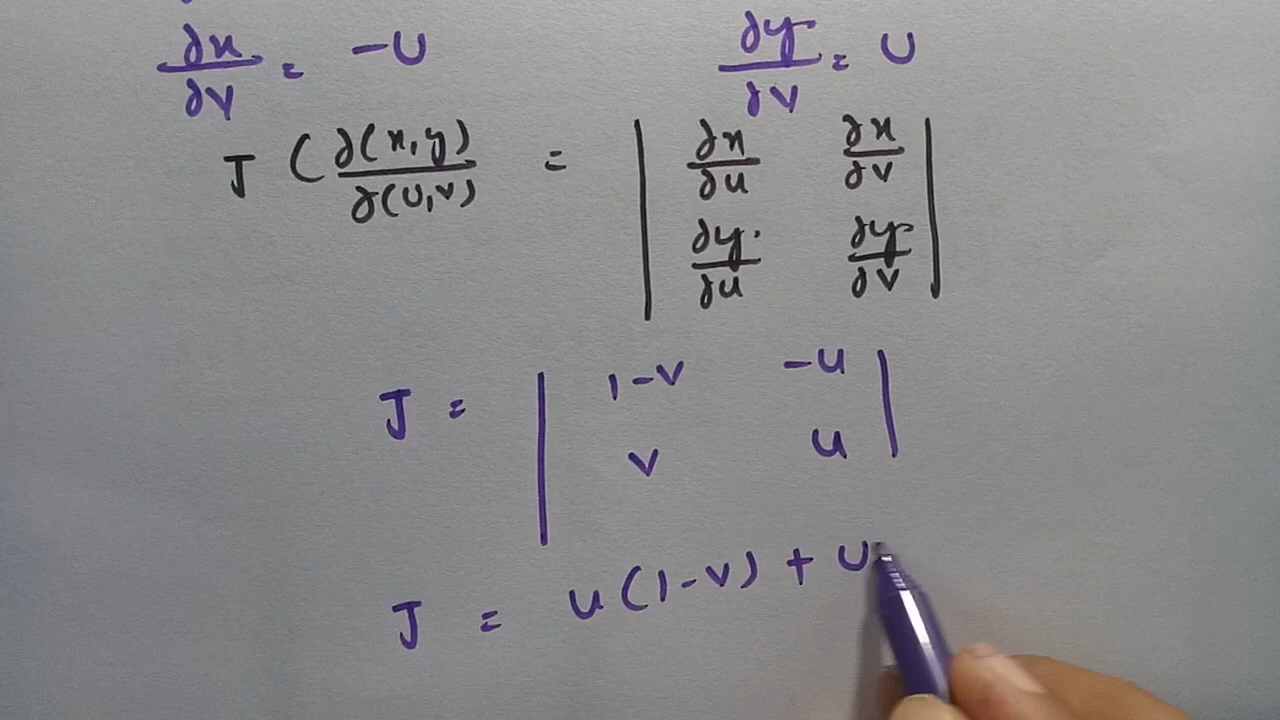 ∂x/∂v = -u ∂y/∂v = u
J (∂(x,y)/∂(u,v) = | ∂x/∂u ∂x/∂v |
| ∂y/∂u ∂y/∂v |
J = | 1-v -u |
| v u |
J = u(1-v) + u